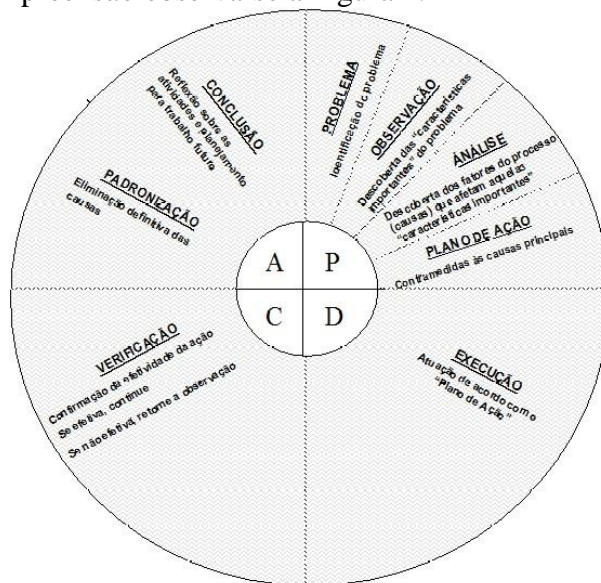 PROBLEMA
Identificação do problema
OBSERVAÇÃO
Descoberta das "características
importantes" do problema
ANÁLISE
Descoberta dos fatores do processo
(causas) que afetam aquelas
"características importantes"
PLANO DE AÇÃO
Contramedidas às causas principais
EXECUÇÃO
Atuação de acordo com o
"Plano de Ação"
VERIFICAÇÃO
Confirmação da efetividade da ação
Se efetiva, continue
Se não efetiva, retorne a observação
PADRONIZAÇÃO
Eliminação definitiva das
causas
CONCLUSÃO
Reflexão sobre as
atividades e planejamento
para trabalho futuro
A P
C D